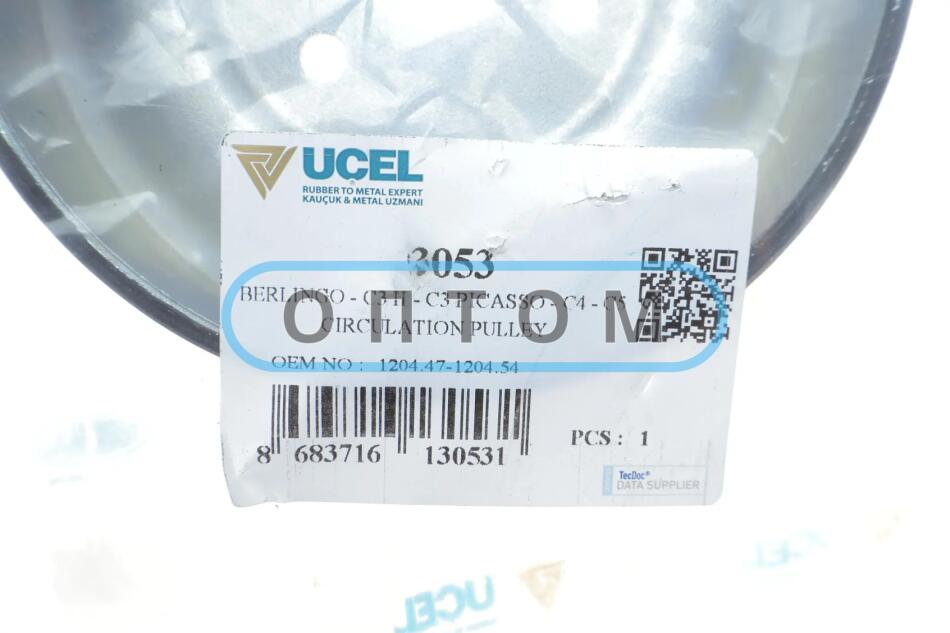 UCEL
RUBBER TO METAL EXPERT
KAUÇUK & METAL UZMANI
3053
BERLINGO - C3 II - C3 PICASSO - C4 - C5
ОПТОМ
CIRCULATION PULLEY
OEM NO : 1204.47-1204.54
8 683716 130531
PCS : 1
TecDoc®
DATA SUPPLIER
UCEL